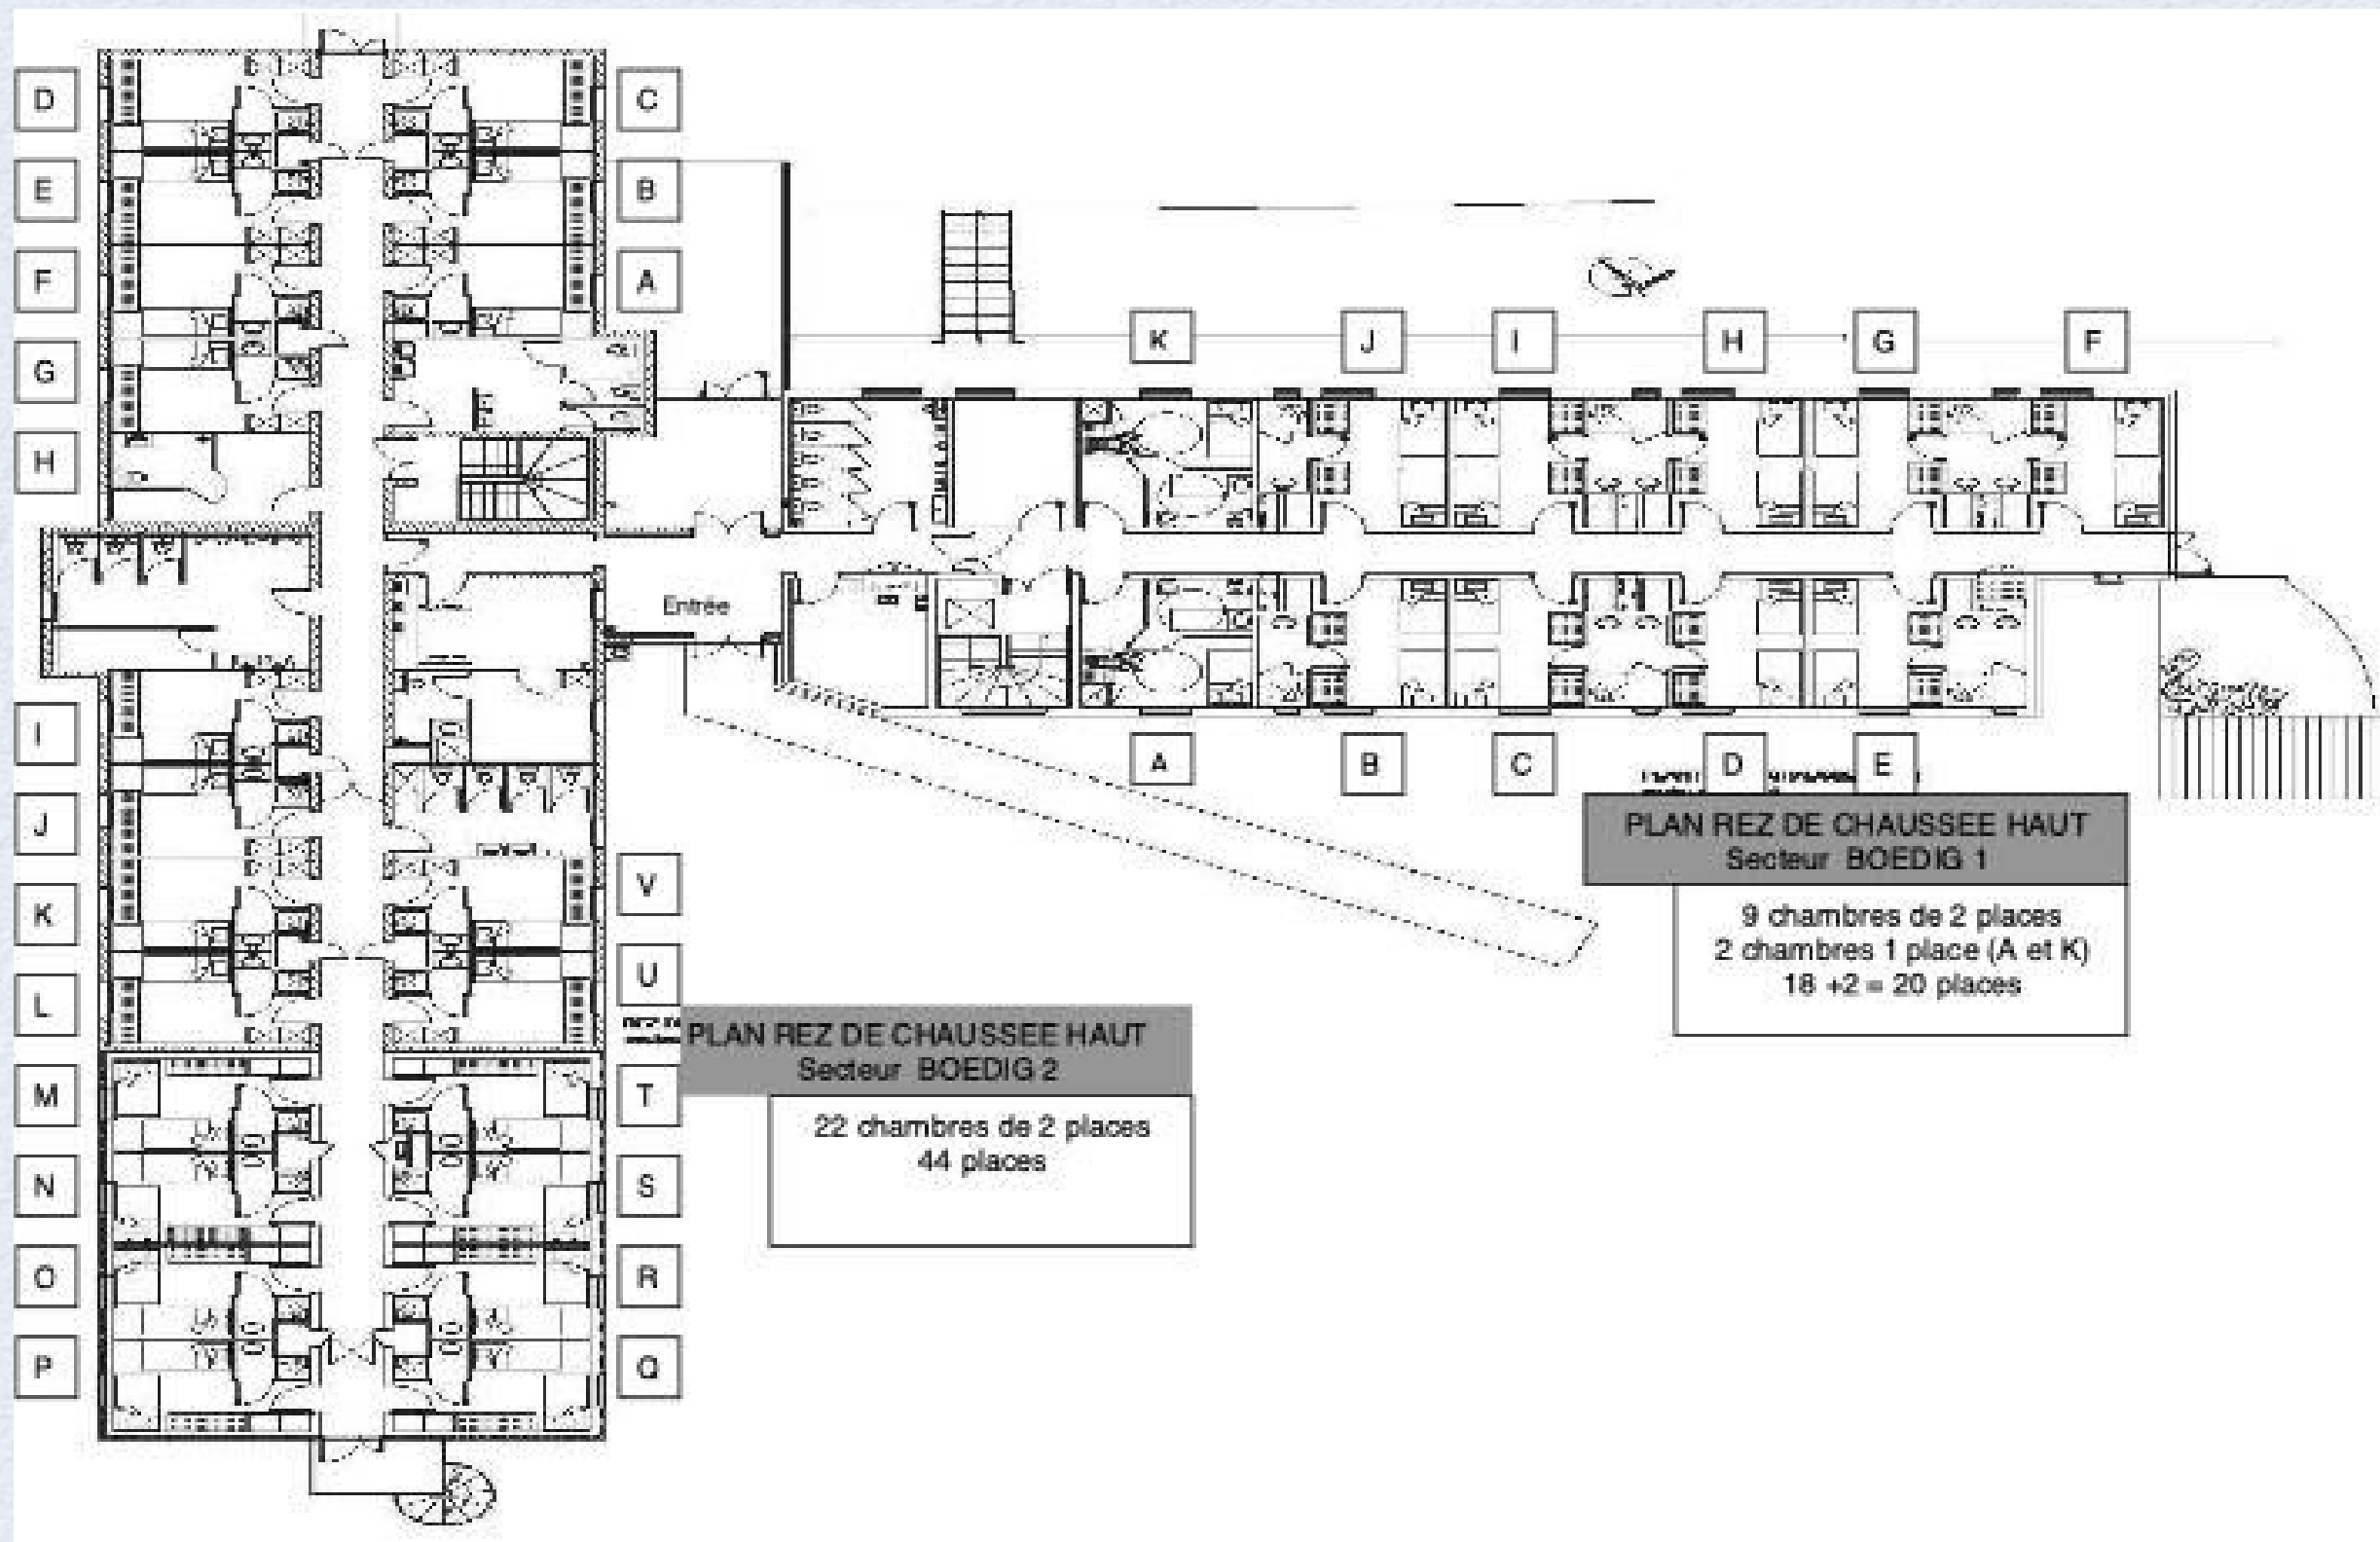 D
C
E
B
F
A
G
H
K
J
I
H
G
F
Entrée
I
J
K
L
M
N
O
P
V
U
T
S
R
Q
A
B
C
D
E
PLAN REZ DE CHAUSSEE HAUT
Secteur BOEDIG 1
9 chambres de 2 places
2 chambres 1 place (A et K)
18 +2 = 20 places
PLAN REZ DE CHAUSSEE HAUT
Secteur BOEDIG 2
22 chambres de 2 places
44 places